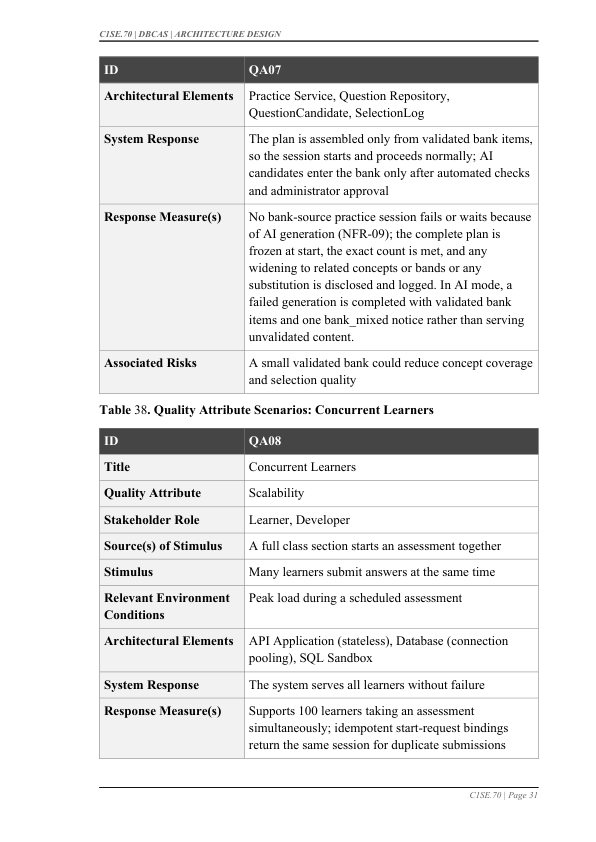 C1SE.70 | DBCAS | ARCHITECTURE DESIGN
ID QA07
Architectural Elements Practice Service, Question Repository,
QuestionCandidate, SelectionLog
System Response The plan is assembled only from validated bank items,
so the session starts and proceeds normally; AI
candidates enter the bank only after automated checks
and administrator approval
Response Measure(s) No bank-source practice session fails or waits because
of AI generation (NFR-09); the complete plan is
frozen at start, the exact count is met, and any
widening to related concepts or bands or any
substitution is disclosed and logged. In AI mode, a
failed generation is completed with validated bank
items and one bank_mixed notice rather than serving
unvalidated content.
Associated Risks A small validated bank could reduce concept coverage
and selection quality
Table 38. Quality Attribute Scenarios: Concurrent Learners
ID QA08
Title Concurrent Learners
Quality Attribute Scalability
Stakeholder Role Learner, Developer
Source(s) of Stimulus A full class section starts an assessment together
Stimulus Many learners submit answers at the same time
Relevant Environment Peak load during a scheduled assessment
Conditions
Architectural Elements API Application (stateless), Database (connection
pooling), SQL Sandbox
System Response The system serves all learners without failure
Response Measure(s) Supports 100 learners taking an assessment
simultaneously; idempotent start-request bindings
return the same session for duplicate submissions
C1SE.70 | Page 31